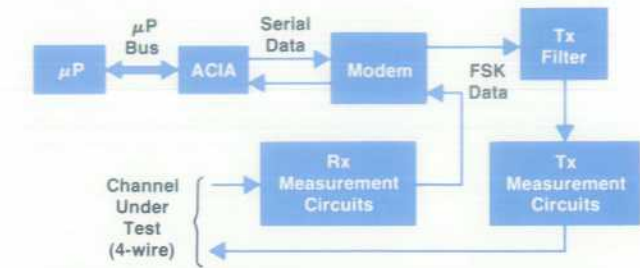 μP
Bus
Serial
Data
Tx
Filter
μP
ACIA
Modem
FSK
Data
Rx
Measurement
Circuits
Tx
Measurement
Circuits
Channel
Under
Test
(4-wire)